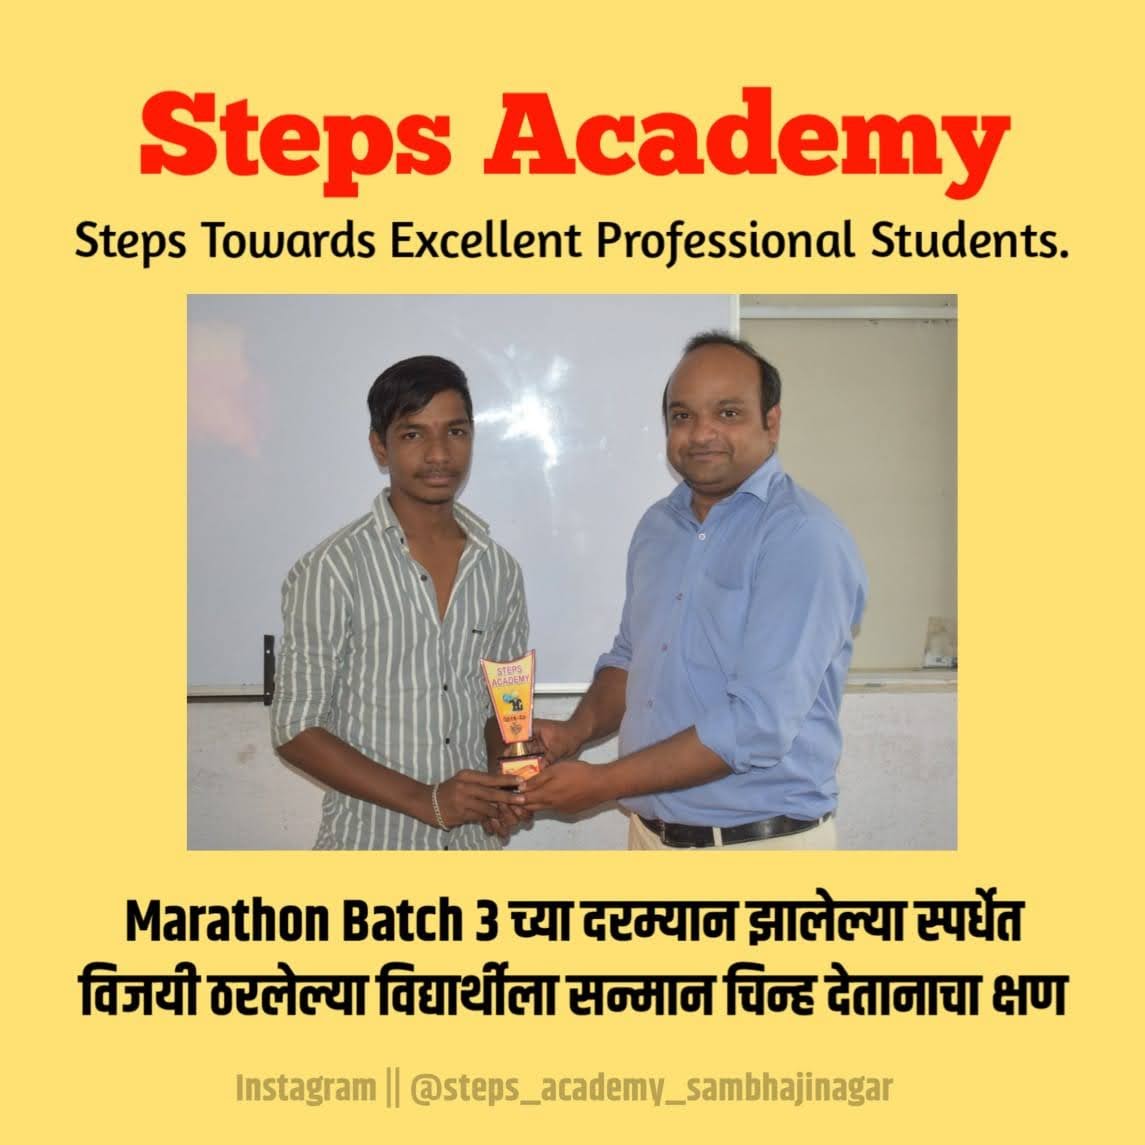 Steps Academy
Steps Towards Excellent Professional Students.
STEPS
ACADEMY
Marathon Batch 3 च्या दरम्यान झालेल्या स्पर्धेत
विजयी ठरलेल्या विद्यार्थीला सन्मान चिन्ह देतानाचा क्षण
Instagram || @steps_academy_sambhajinagar